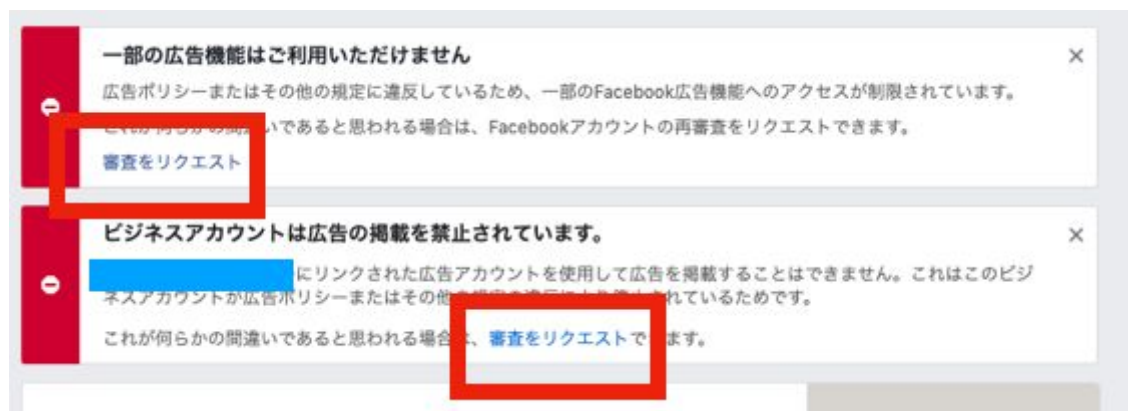 一部の広告機能はご利用いただけません
広告ポリシーまたはその他の規定に違反しているため、一部のFacebook広告機能へのアクセスが制限されています。
いであると思われる場合は、Facebookアカウントの再審査をリクエストできます。
審査をリクエスト
ビジネスアカウントは広告の掲載を禁止されています。
にリンクされた広告アカウントを使用して広告を掲載することはできません。これはこのビジ
ネスアカウントが広告ポリシーまたはその他 されているためです。
これが何らかの間違いであると思われる場合 、審査をリクエストで ます。